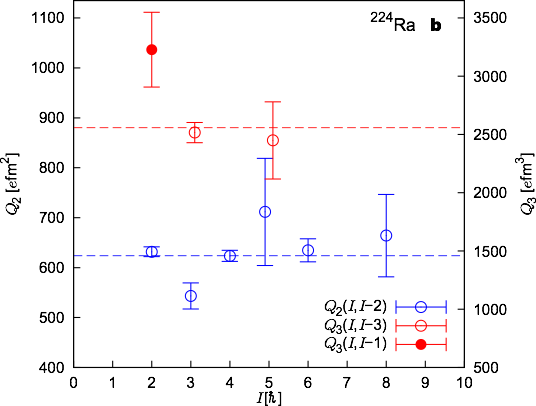 ²²⁴Ra b
1100
1000
900
800
700
600
500
400
Q₂ [efm²]
3500
3000
2500
2000
1500
1000
500
Q₃ [efm³]
Q₂(I,I−2)
Q₃(I,I−3)
Q₃(I,I−1)
0 1 2 3 4 5 6 7 8 9 10
I[ħ]